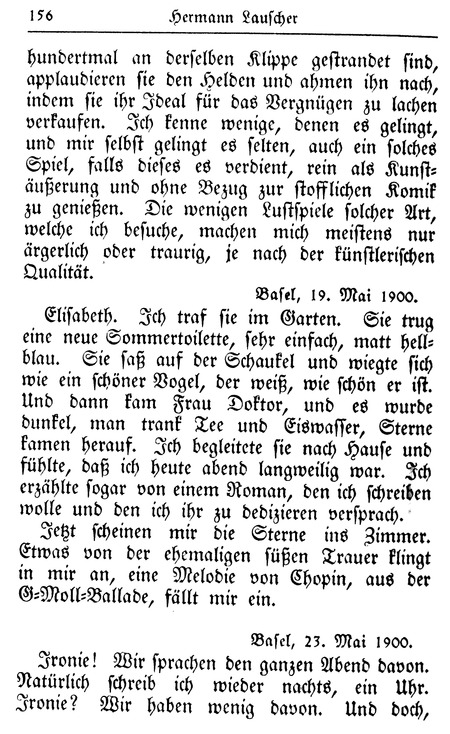 156 Hermann Lauscher
hundertmal an derselben Klippe gestrandet sind,
applaudieren sie den Helden und ahmen ihn nach,
indem sie ihr Ideal für das Vergnügen zu lachen
verkaufen. Ich kenne wenige, denen es gelingt,
und mir selbst gelingt es selten, auch ein solches
Spiel, falls dieses es verdient, rein als Kunst-
äußerung und ohne Bezug zur stofflichen Komik
zu genießen. Die wenigen Lustspiele solcher Art,
welche ich besuche, machen mich meistens nur
ärgerlich oder traurig, je nach der künstlerischen
Qualität.
Basel, 19. Mai 1900.
Elisabeth. Ich traf sie im Garten. Sie trug
eine neue Sommertoilette, sehr einfach, matt hell-
blau. Sie saß auf der Schaukel und wiegte sich
wie ein schöner Vogel, der weiß, wie schön er ist.
Und dann kam Frau Doktor, und es wurde
dunkel, man trank Tee und Eiswasser, Sterne
kamen herauf. Ich begleitete sie nach Hause und
fühlte, daß ich heute abend langweilig war. Ich
erzählte sogar von einem Roman, den ich schreiben
wolle und den ich ihr zu dedizieren versprach.
Jetzt scheinen mir die Sterne ins Zimmer.
Etwas von der ehemaligen süßen Trauer klingt
in mir an, eine Melodie von Chopin, aus der
G-Moll-Ballade, fällt mir ein.
Basel, 23. Mai 1900.
Ironie! Wir sprachen den ganzen Abend davon.
Natürlich schreib ich wieder nachts, ein Uhr.
Ironie? Wir haben wenig davon. Und doch,